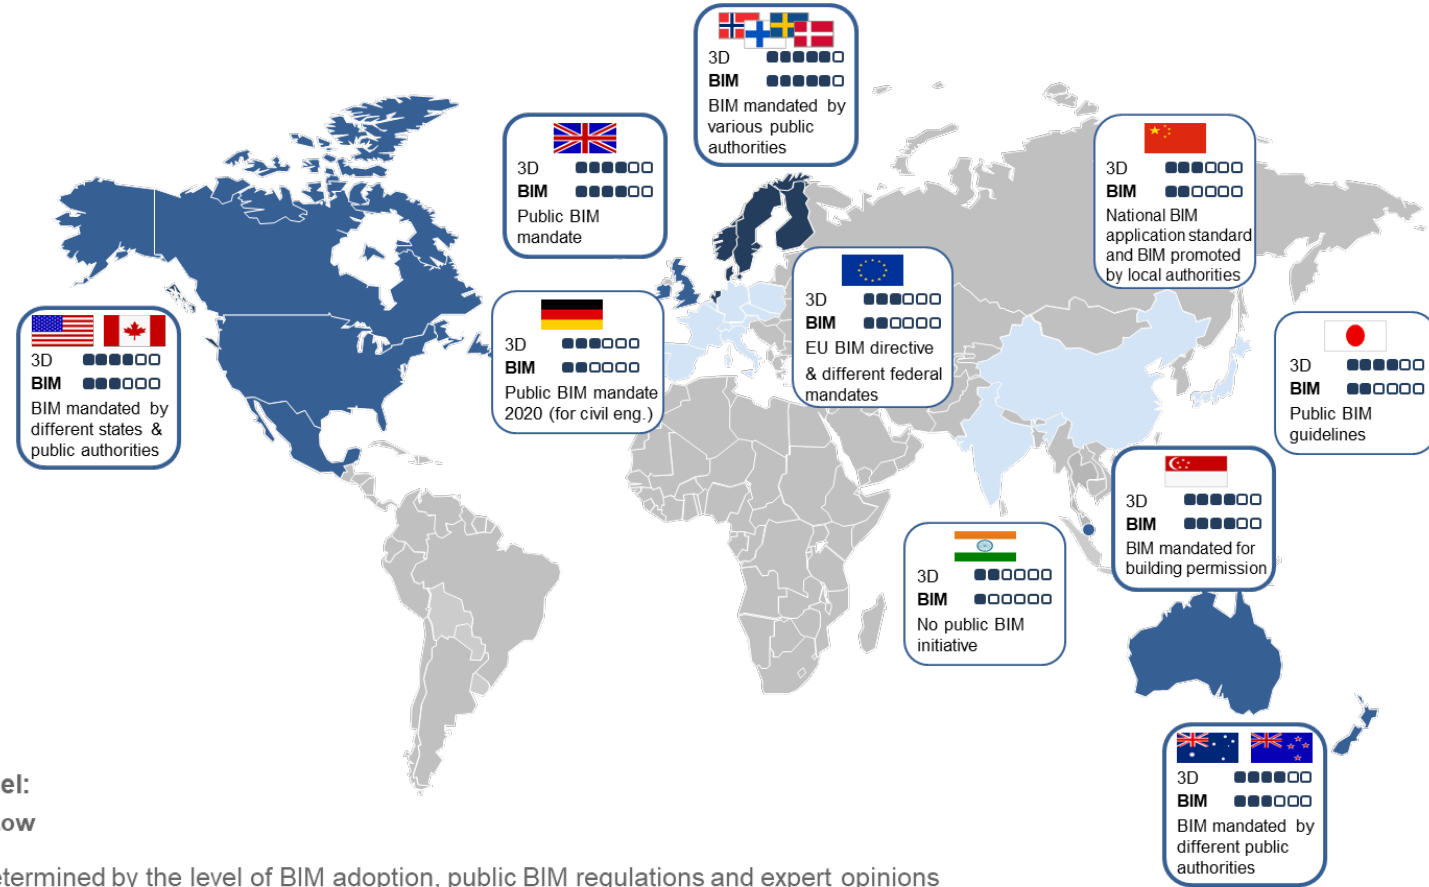 3D
BIM
BIM mandated by
various public
authorities
3D
BIM
Public BIM
mandate
3D
BIM
National BIM
application standard
and BIM promoted
by local authorities
3D
BIM
EU BIM directive
& different federal
mandates
3D
BIM
Public BIM mandate
2020 (for civil eng.)
3D
BIM
BIM mandated by
different states &
public authorities
3D
BIM
Public BIM
guidelines
3D
BIM
BIM mandated for
building permission
3D
BIM
No public BIM
initiative
3D
BIM
BIM mandated by
different public
authorities
el:
ow
etermined by the level of BIM adoption, public BIM regulations and expert opinions